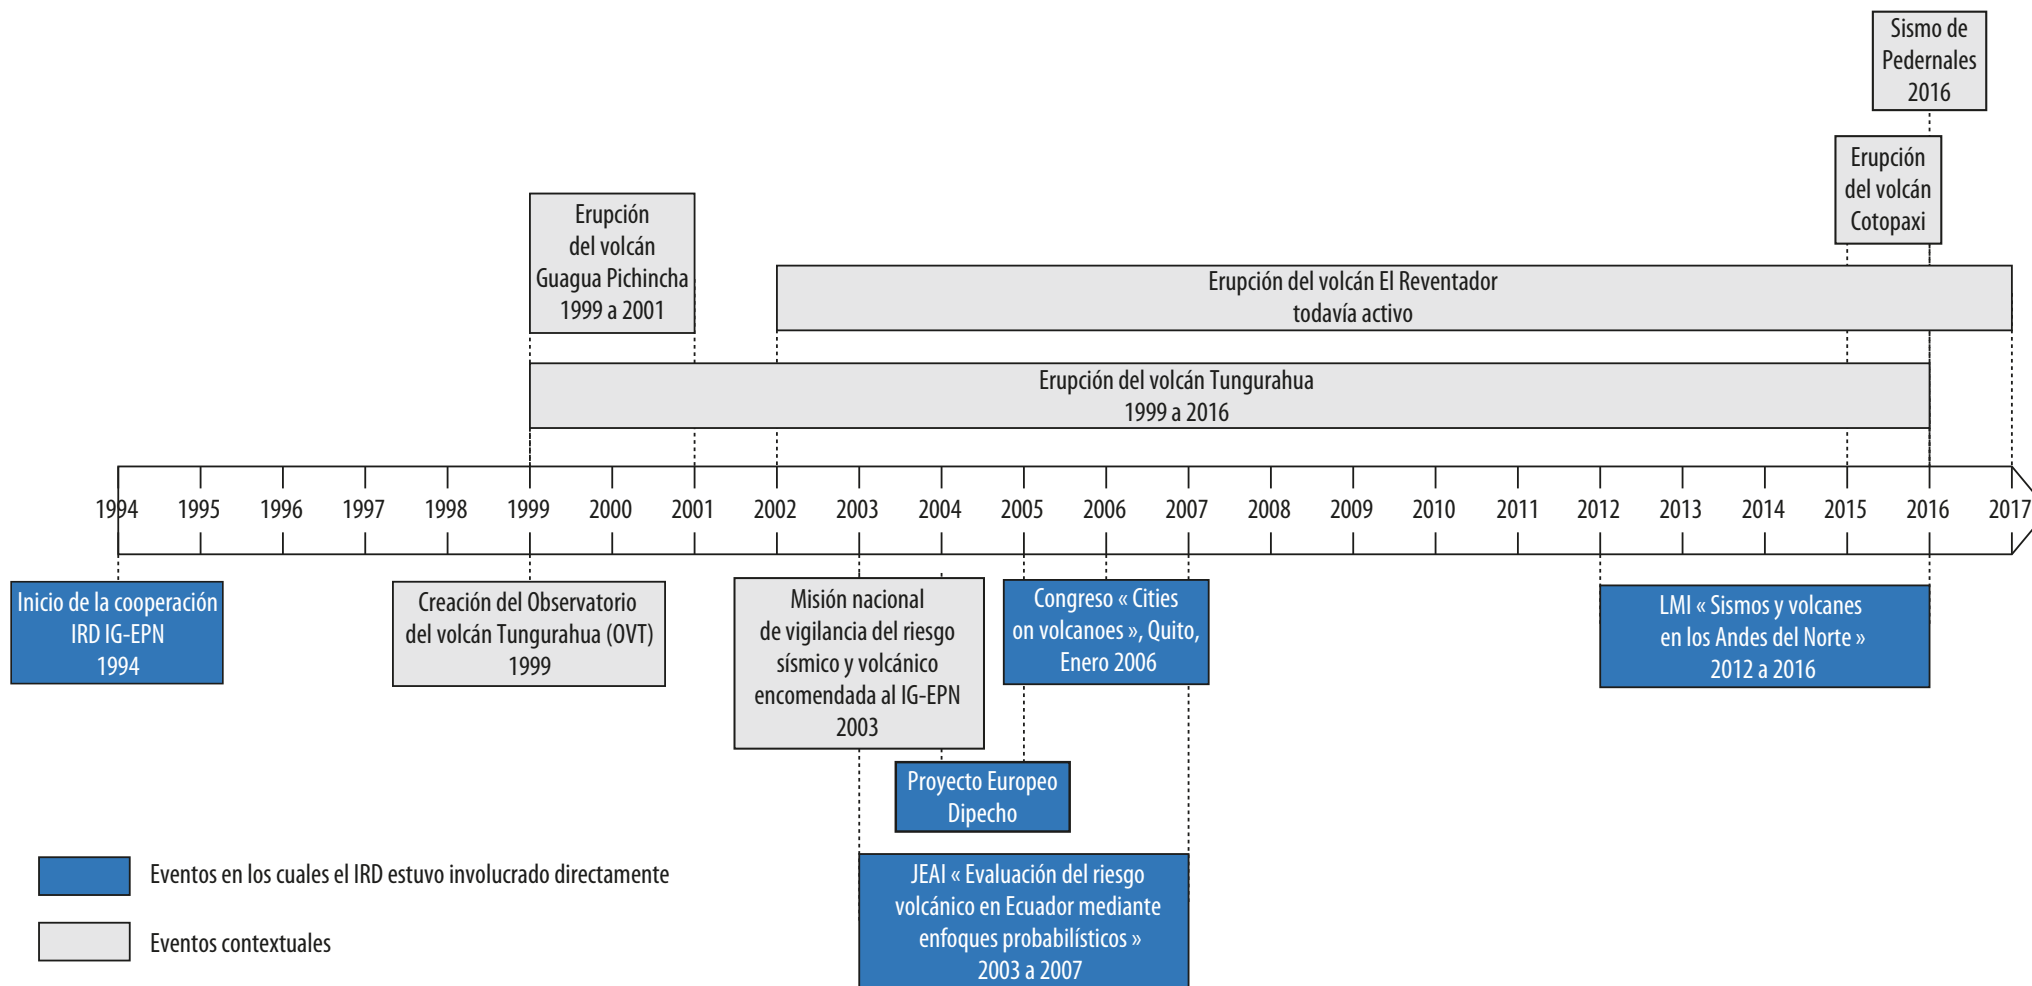 Sismo de
Pedernales
2016
Erupción
del volcán
Cotopaxi
Erupción
del volcán
Guagua Pichincha
1999 a 2001
Erupción del volcán El Reventador
todavía activo
Erupción del volcán Tungurahua
1999 a 2016
1994 1995 1996 1997 1998 1999 2000 2001 2002 2003 2004 2005 2006 2007 2008 2009 2010 2011 2012 2013 2014 2015 2016 2017
Inicio de la cooperación
IRD IG-EPN
1994
Creación del Observatorio
del volcán Tungurahua (OVT)
1999
Misión nacional
de vigilancia del riesgo
sísmico y volcánico
encomendada al IG-EPN
2003
Congreso « Cities
on volcanoes », Quito,
Enero 2006
LMI « Sismos y volcanes
en los Andes del Norte »
2012 a 2016
Proyecto Europeo
Dipecho
JEAI « Evaluación del riesgo
volcánico en Ecuador mediante
enfoques probabilísticos »
2003 a 2007
Eventos en los cuales el IRD estuvo involucrado directamente
Eventos contextuales